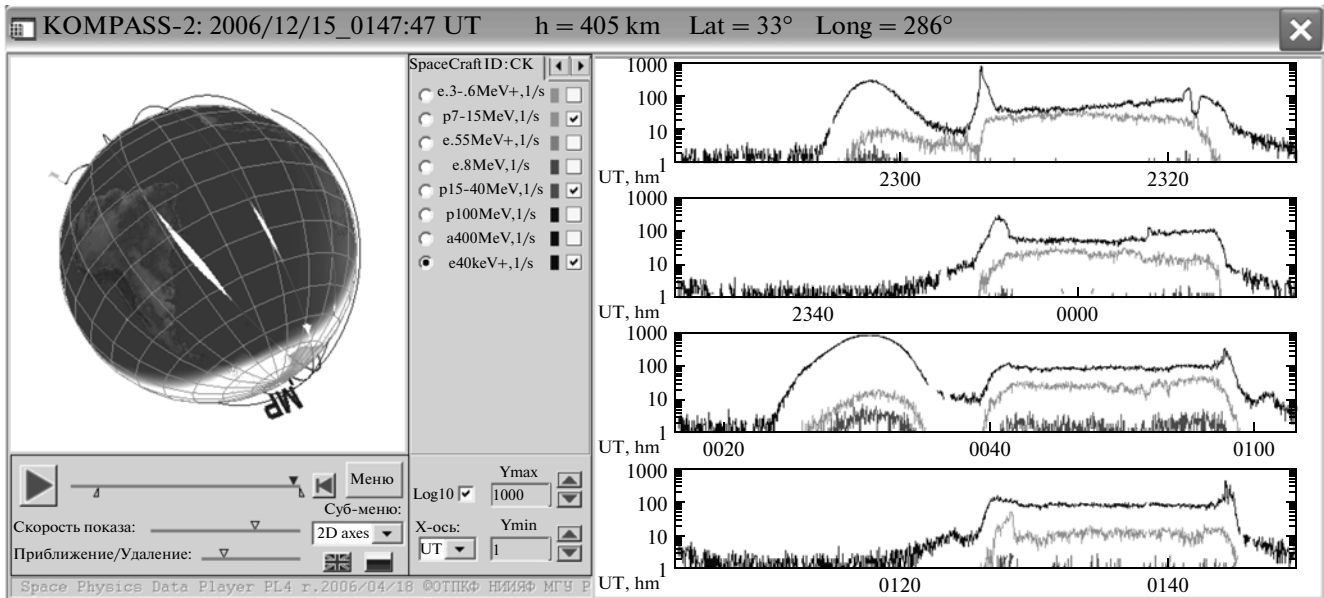 KOMPASS-2: 2006/12/15_0147:47 UT h = 405 km Lat = 33° Long = 286°
SpaceCraft ID: CK
e.3-.6MeV+,1/s
p7-15MeV,1/s
e.55MeV+,1/s
e.8MeV,1/s
p15-40MeV,1/s
p100MeV,1/s
a400MeV,1/s
e40keV+,1/s
MP
Меню
Суб-меню:
Скорость показа:
2D axes
Приближение/Удаление:
Log10
Ymax
1000
X-ось:
UT
Ymin
1
Space Physics Data Player PL4 r.2006/04/18 ©ОТПКФ НИИЯФ МГУ Р
1000
100
10
1
UT, hm
2300
2320
1000
100
10
1
UT, hm
2340
0000
1000
100
10
1
UT, hm
0020
0040
0100
1000
100
10
1
UT, hm
0120
0140